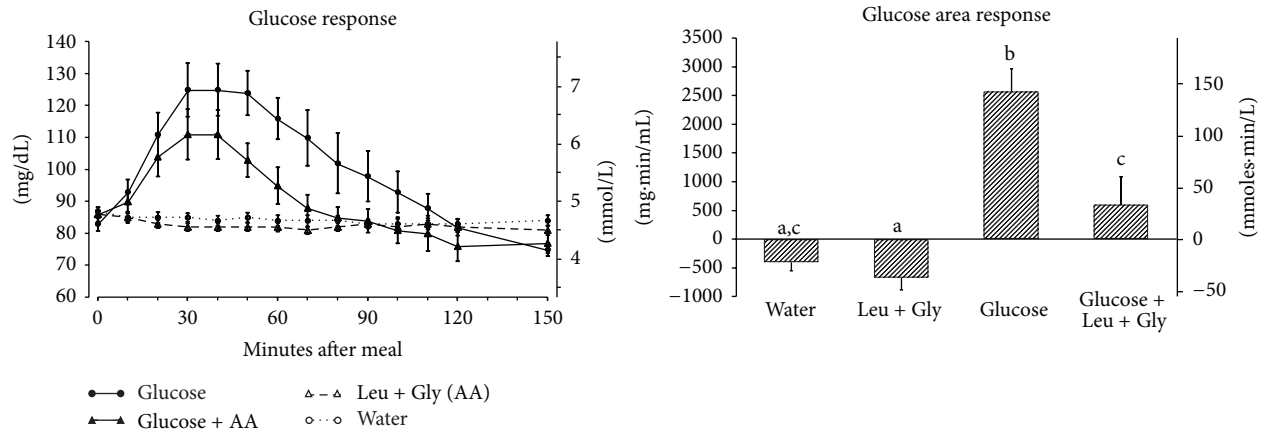 Glucose response
140
130
120
110
100
90
80
70
60
(mg/dL)
7
6
5
4
(mmol/L)
0 30 60 90 120 150
Minutes after meal
Glucose
Glucose + AA
Leu + Gly (AA)
Water
Glucose area response
3500
3000
2500
2000
1500
1000
500
0
−500
−1000
(mg·min/mL)
150
100
50
0
−50
(mmoles·min/L)
a,c
a
b
c
Water
Leu + Gly
Glucose
Glucose +
Leu + Gly